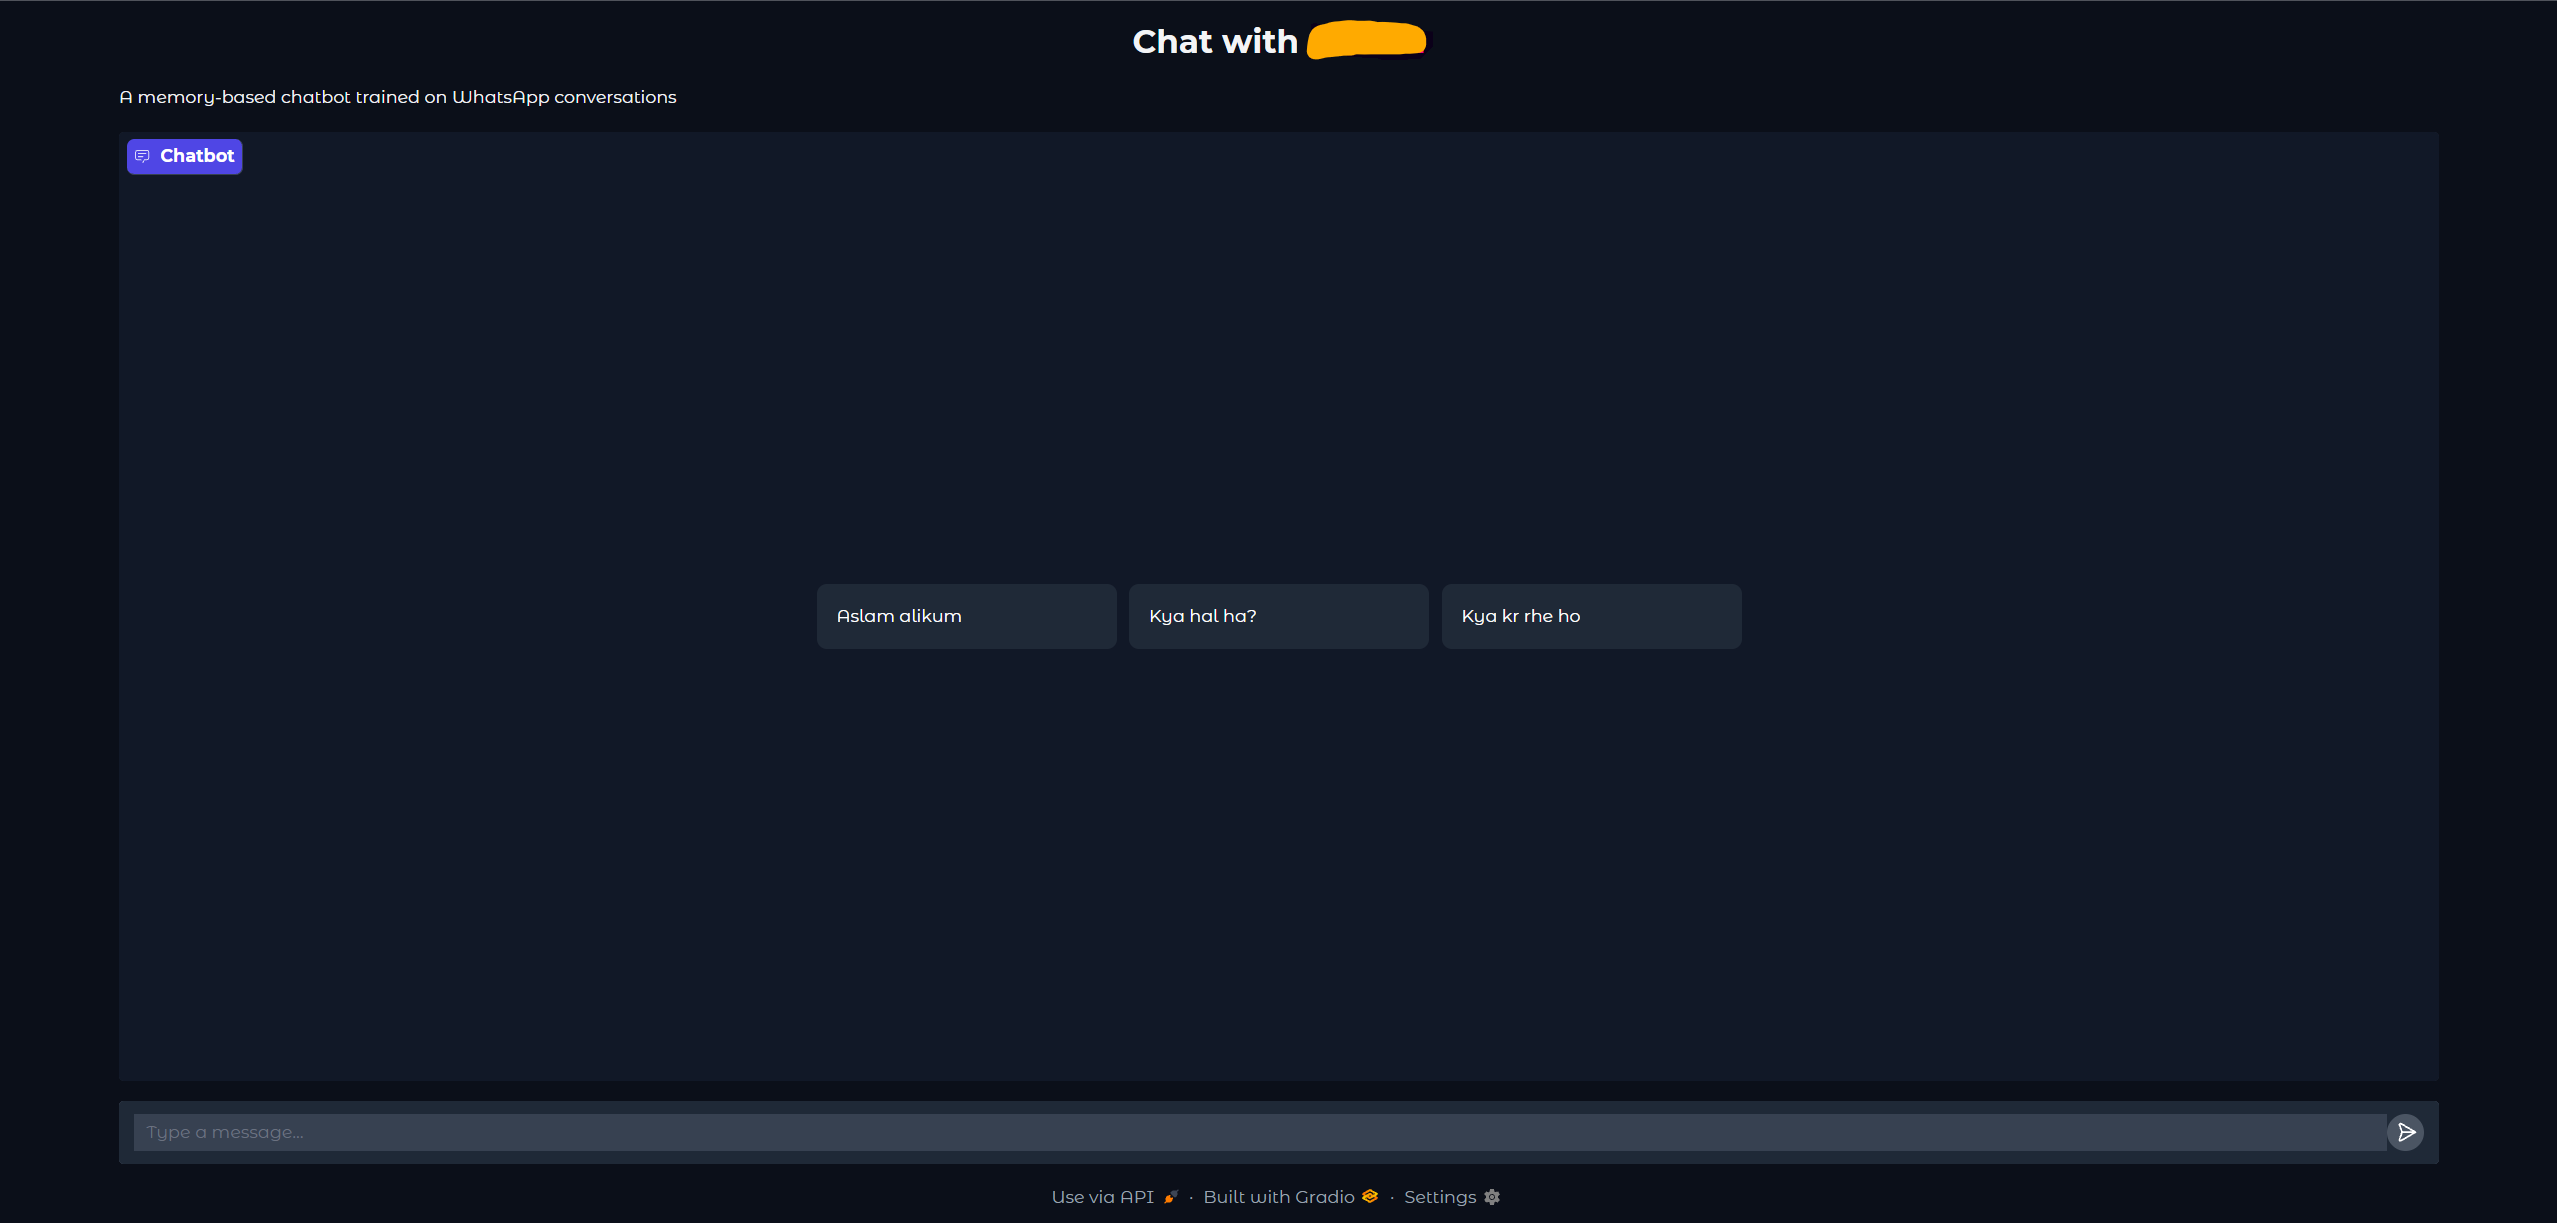 Chat with
A memory-based chatbot trained on WhatsApp conversations
Chatbot
Aslam alikum
Kya hal ha?
Kya kr rhe ho
Type a message...
Use via API · Built with Gradio · Settings